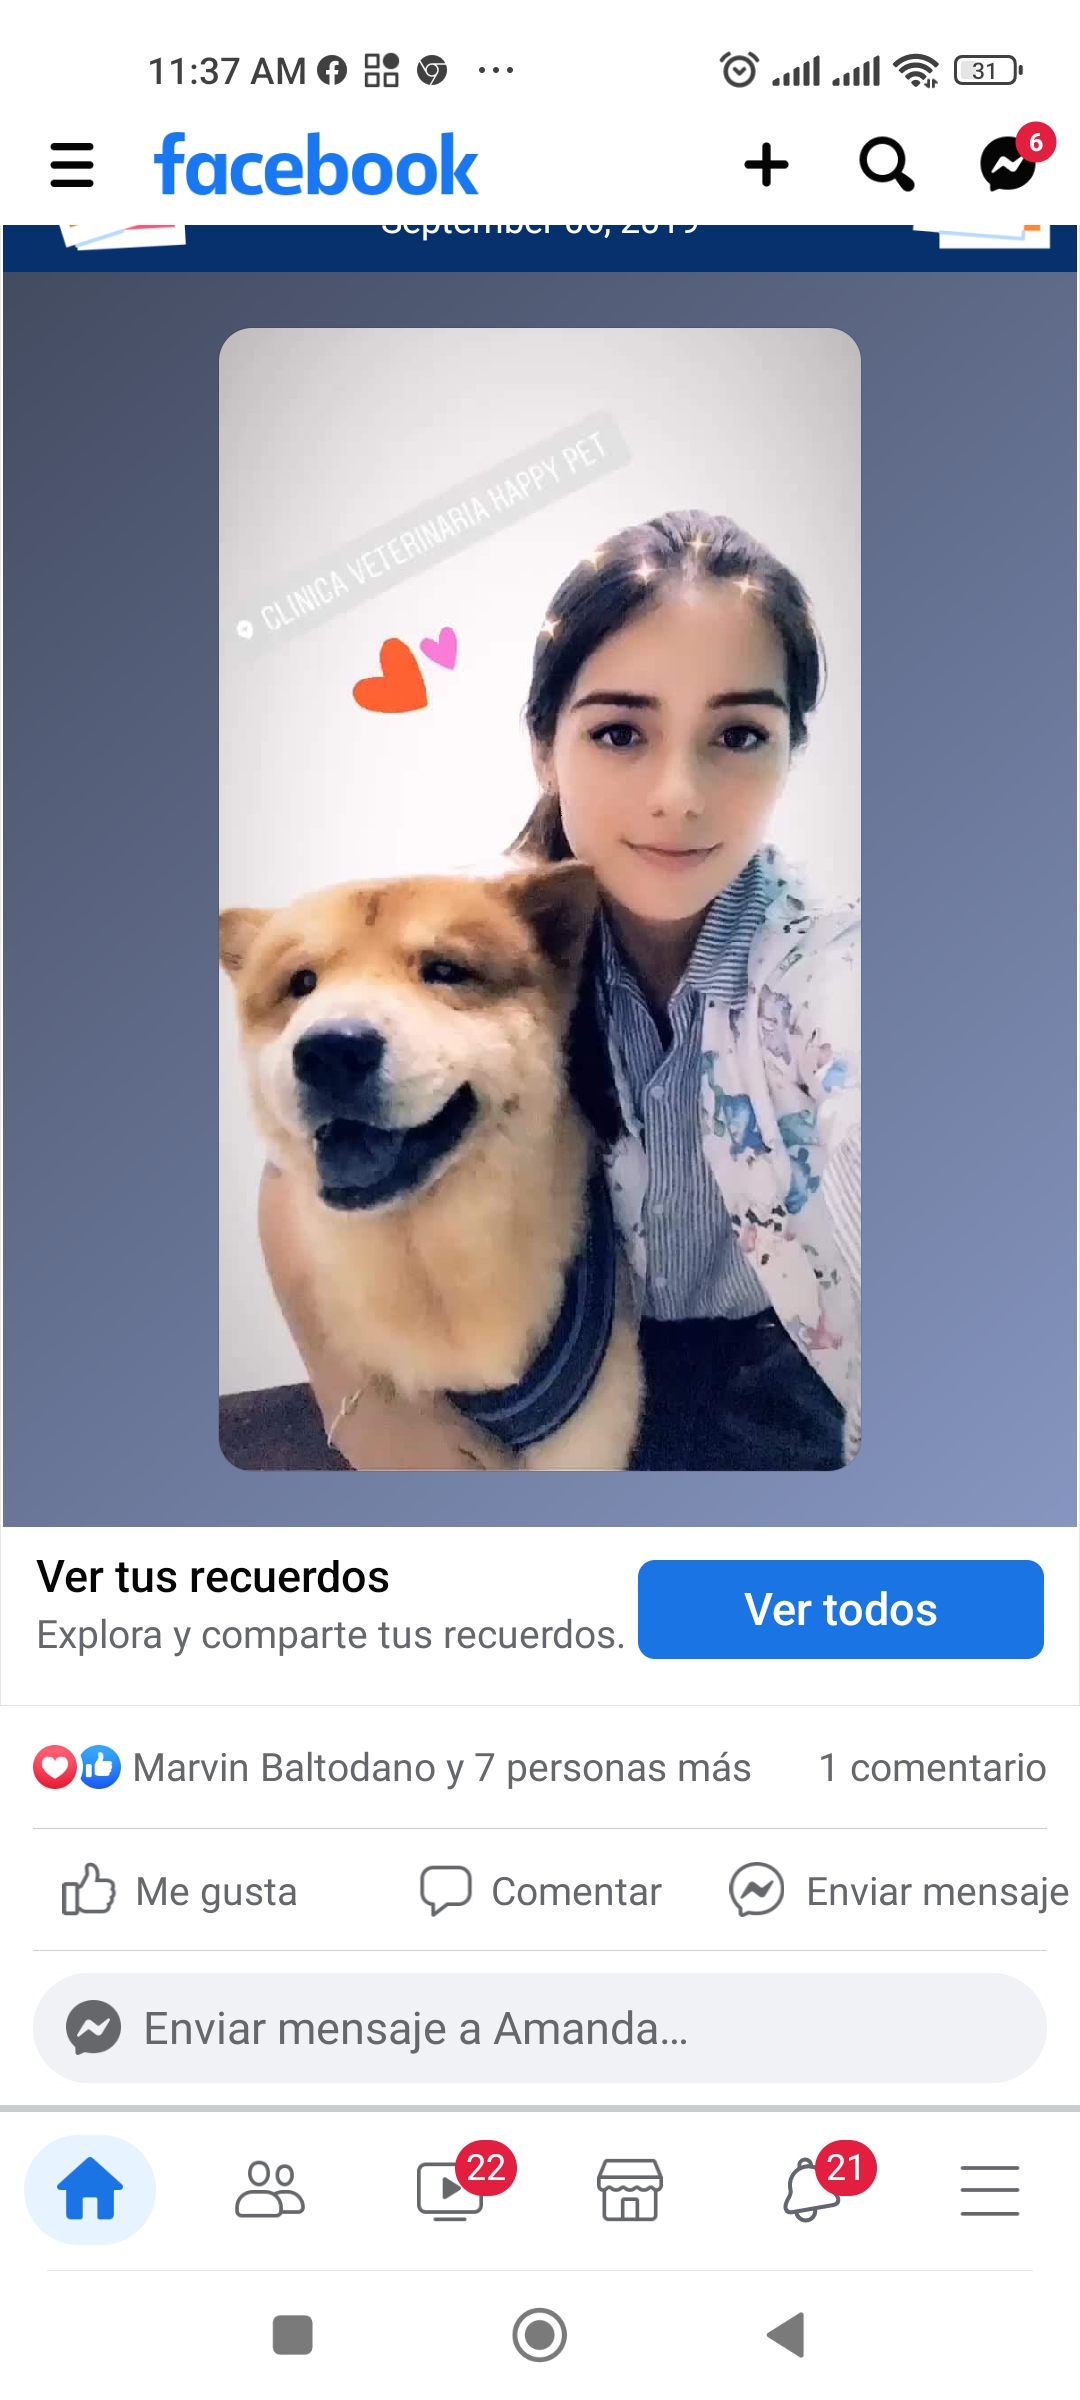 11:37 AM
31
facebook
6
September 06, 2019
CLINICA VETERINARIA HAPPY PET
Ver tus recuerdos
Explora y comparte tus recuerdos.
Ver todos
Marvin Baltodano y 7 personas más
1 comentario
Me gusta
Comentar
Enviar mensaje
Enviar mensaje a Amanda...
22
21